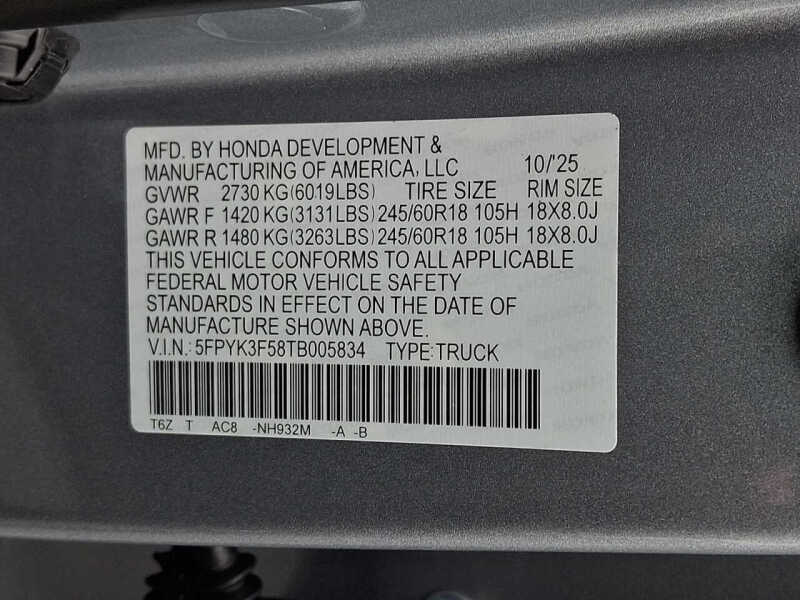 MFD. BY HONDA DEVELOPMENT &
MANUFACTURING OF AMERICA, LLC 10/'25
GVWR 2730 KG(6019LBS) TIRE SIZE RIM SIZE
GAWR F 1420 KG(3131LBS) 245/60R18 105H 18X8.0J
GAWR R 1480 KG(3263LBS) 245/60R18 105H 18X8.0J
THIS VEHICLE CONFORMS TO ALL APPLICABLE
FEDERAL MOTOR VEHICLE SAFETY
STANDARDS IN EFFECT ON THE DATE OF
MANUFACTURE SHOWN ABOVE.
V.I.N.: 5FPYK3F58TB005834 TYPE:TRUCK
T6Z T AC8 -NH932M -A -B